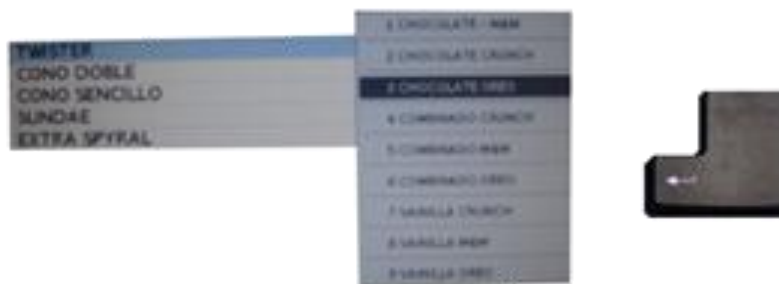 TWISTER
CONO DOBLE
CONO SENCILLO
SUNDAE
EXTRA SPYRAL
1 CHOCOLATE - M&M
2 CHOCOLATE CRUNCH
3 CHOCOLATE OREO
4 COMBINADO CRUNCH
5 COMBINADO M&M
6 COMBINADO OREO
7 VAINILLA CRUNCH
8 VAINILLA M&M
9 VAINILLA OREO